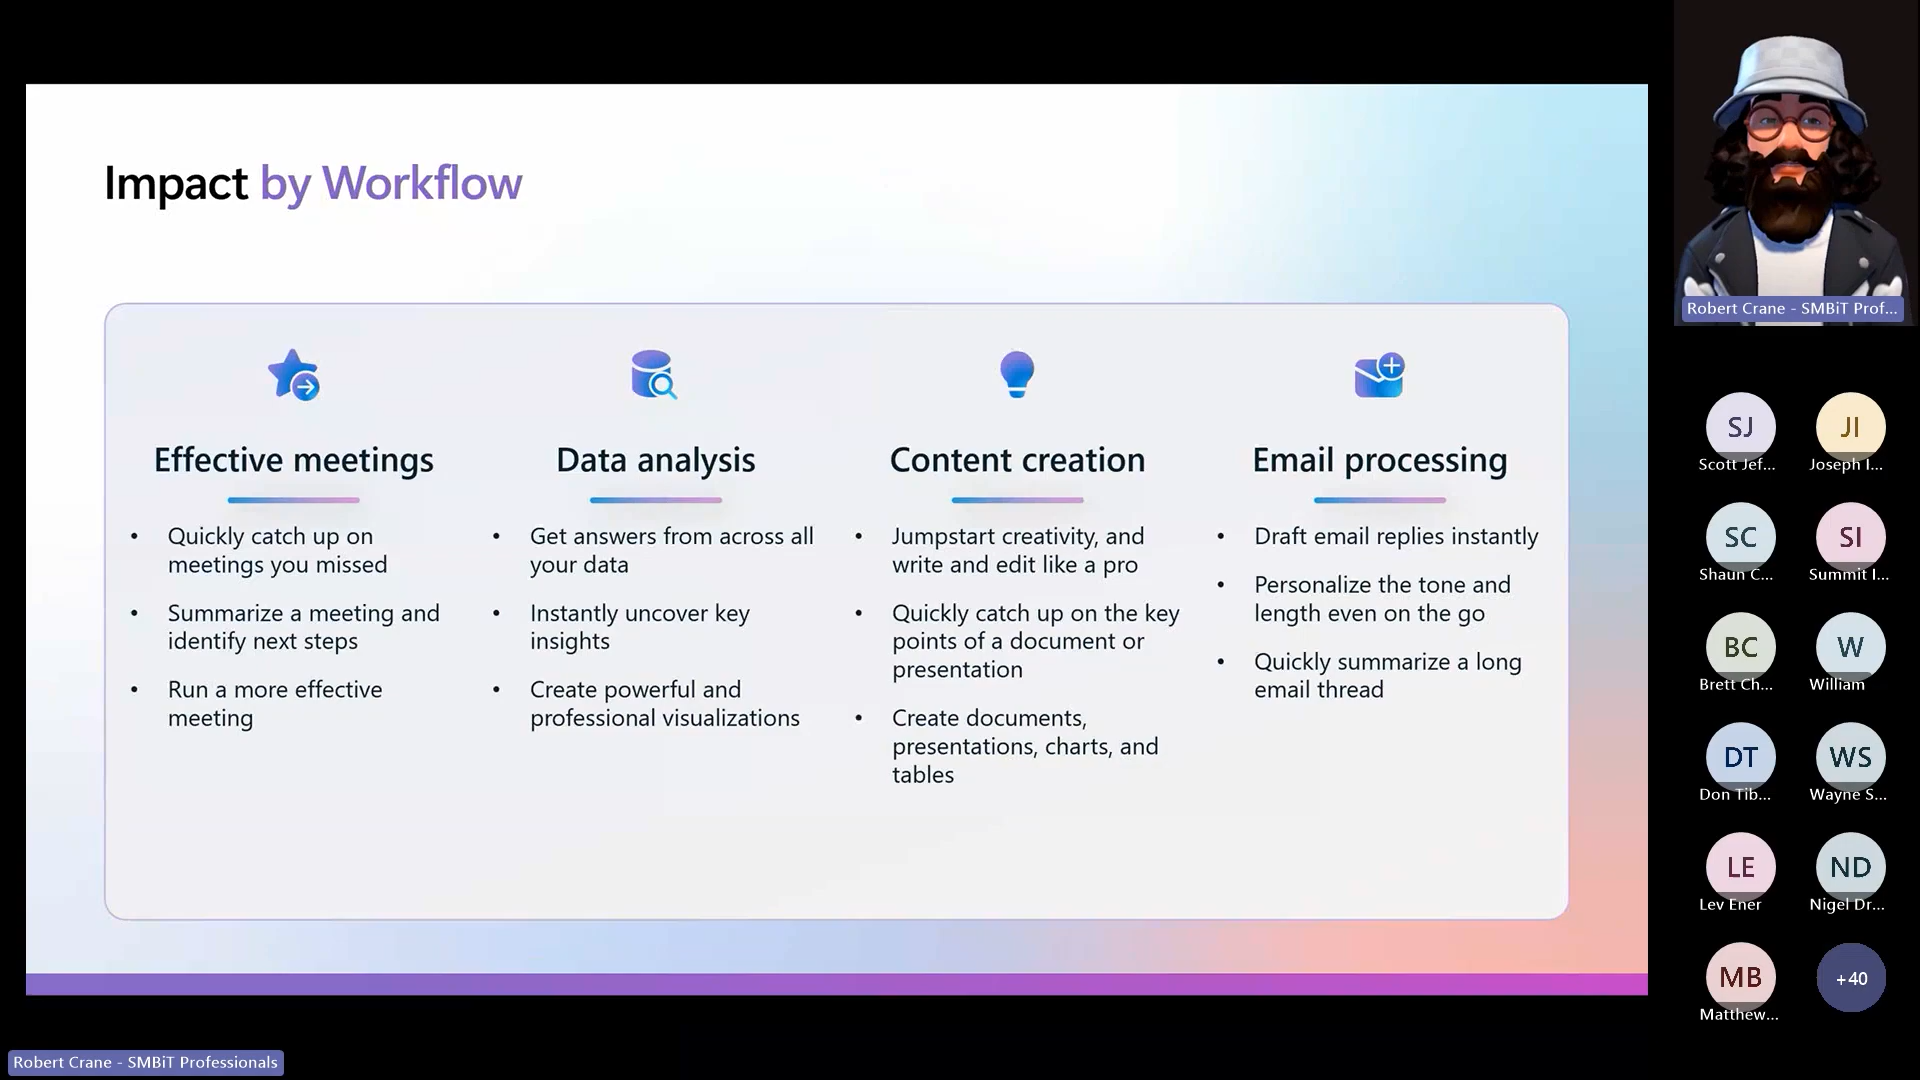 Impact by Workflow
Effective meetings
• Quickly catch up on
meetings you missed
• Summarize a meeting and
identify next steps
• Run a more effective
meeting
Data analysis
• Get answers from across all
your data
• Instantly uncover key
insights
• Create powerful and
professional visualizations
Content creation
• Jumpstart creativity, and
write and edit like a pro
• Quickly catch up on the key
points of a document or
presentation
• Create documents,
presentations, charts, and
tables
Email processing
• Draft email replies instantly
• Personalize the tone and
length even on the go
• Quickly summarize a long
email thread
Robert Crane - SMBiT Prof...
SJ
Scott Jef...
JI
Joseph I...
SC
Shaun C...
SI
Summit I...
BC
Brett Ch...
W
William
DT
Don Tib...
WS
Wayne S...
LE
Lev Ener
ND
Nigel Dr...
MB
Matthew...
+40
Robert Crane - SMBiT Professionals